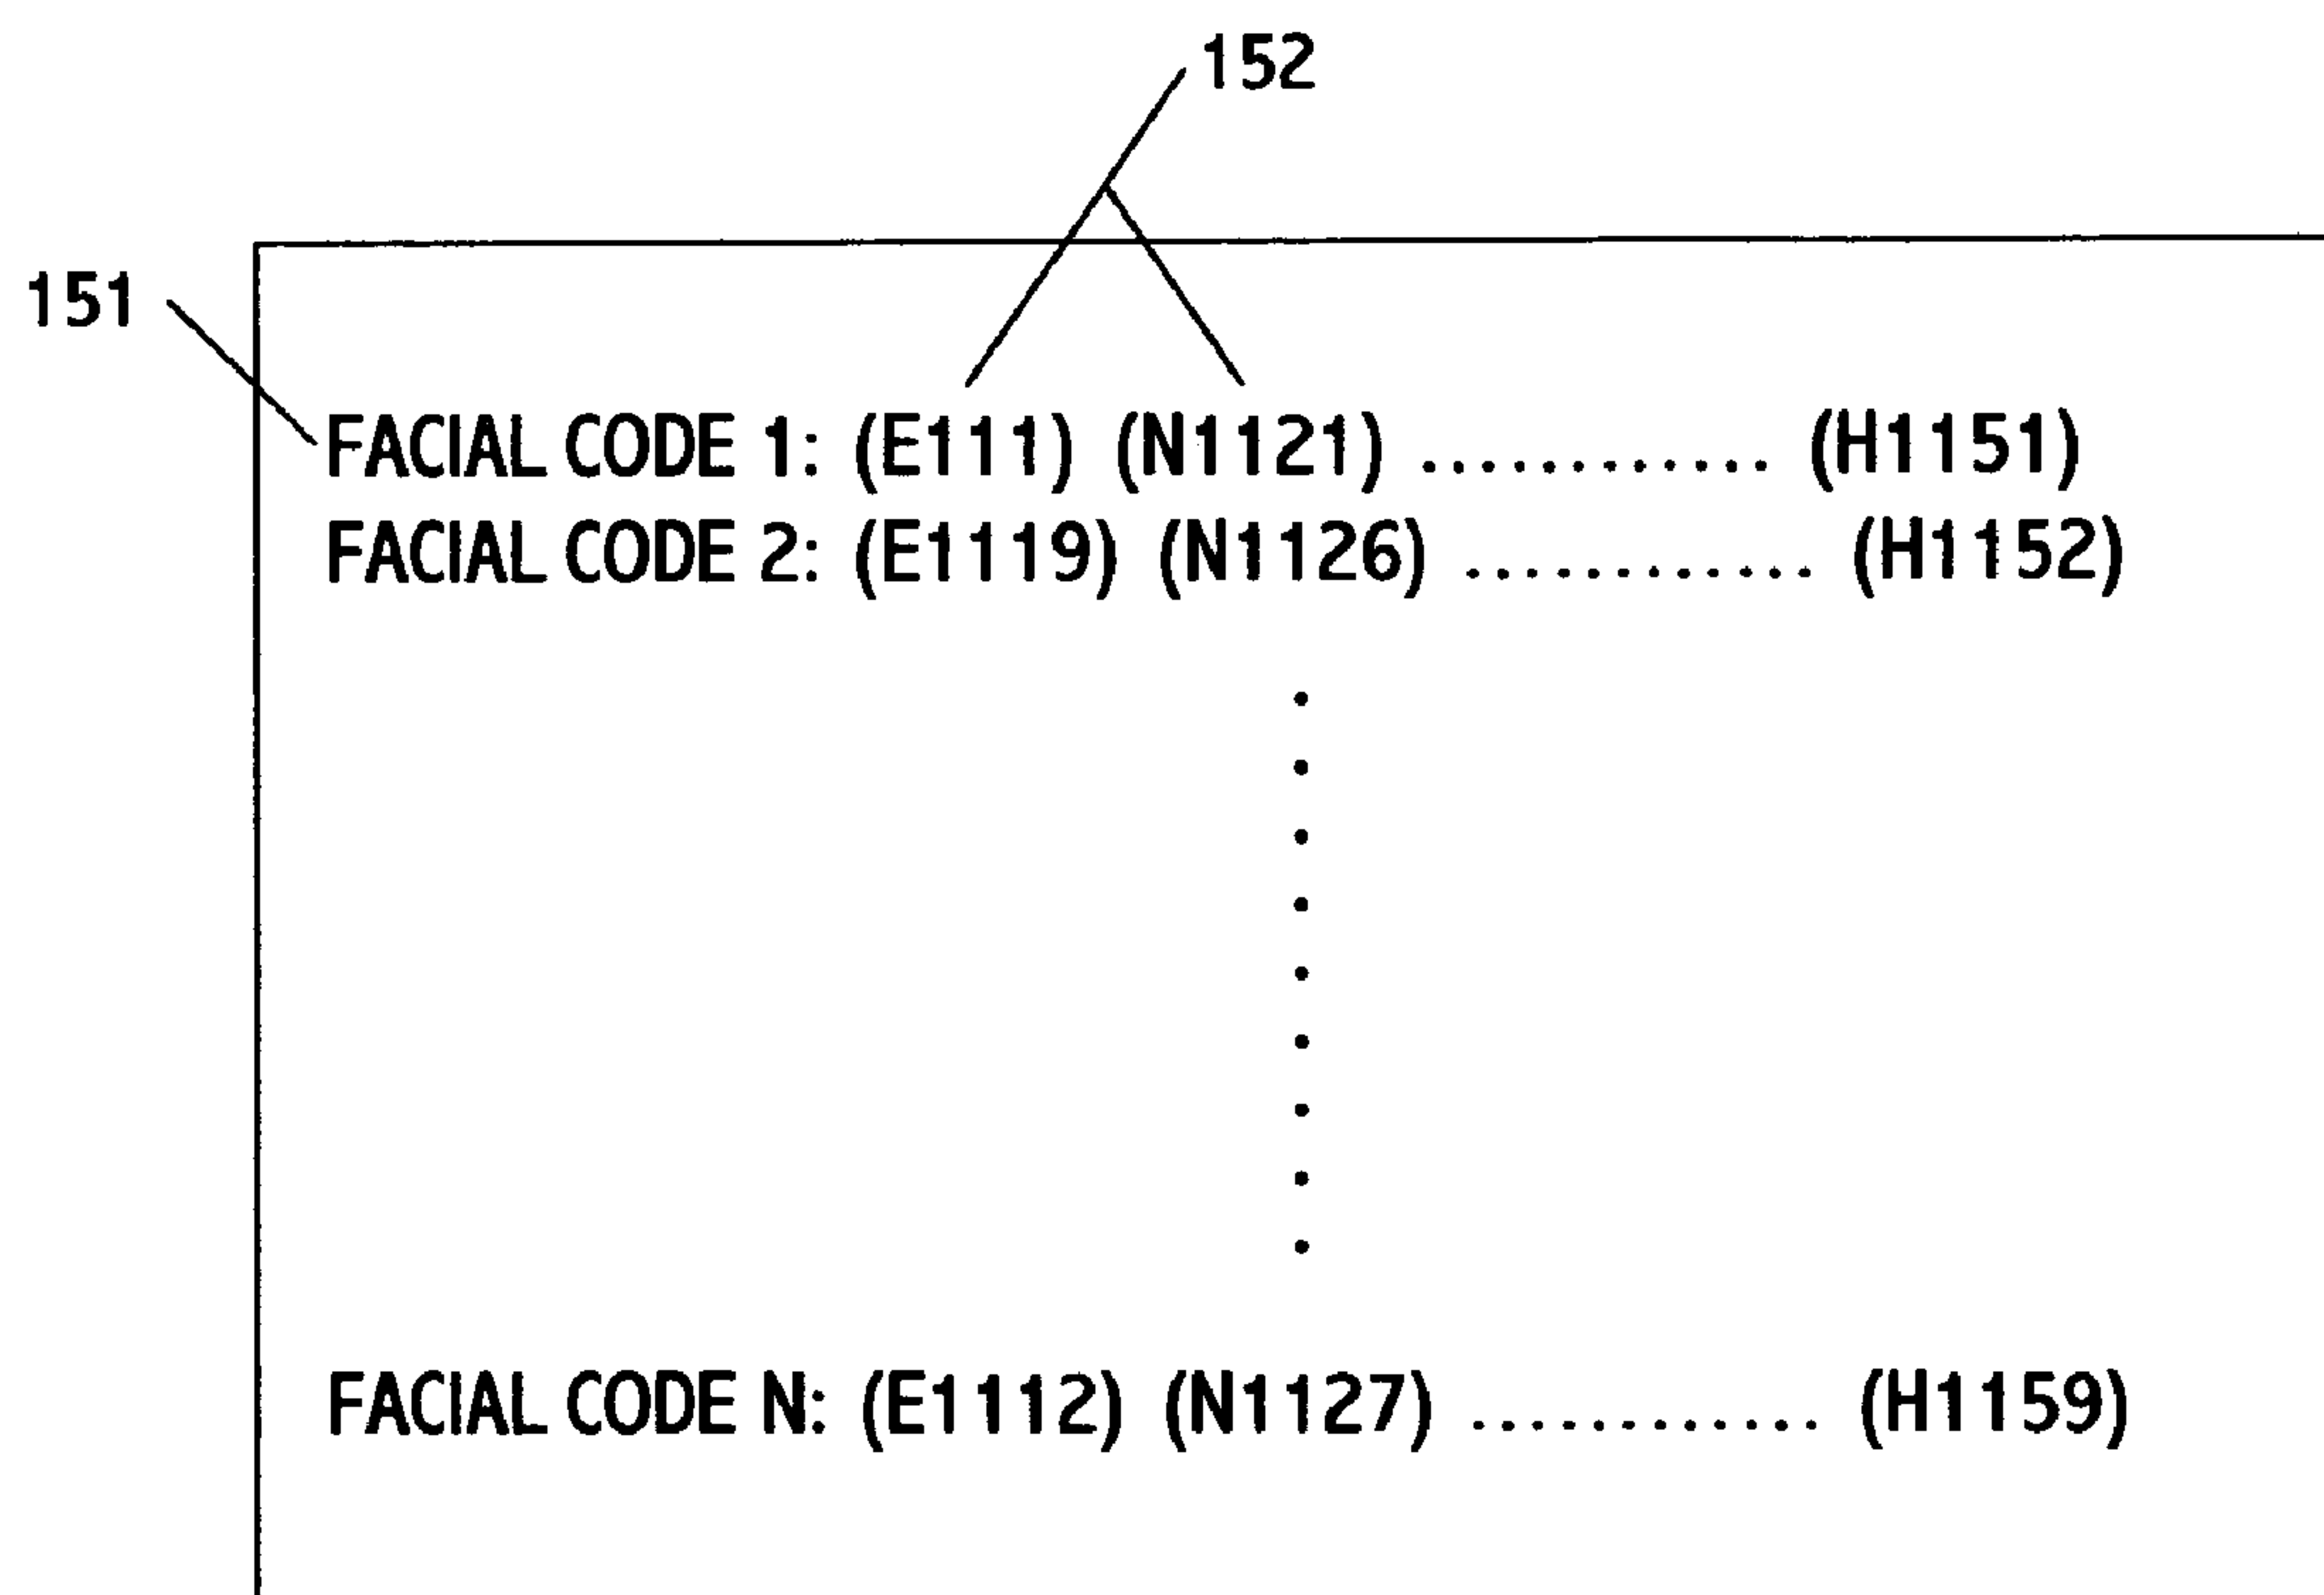 152
151
FACIAL CODE 1: (E111) (N1121) ............ (H1151)
FACIAL CODE 2: (E1119) (N1126) ............ (H1152)
FACIAL CODE N: (E1112) (N1127) ............ (H1159)